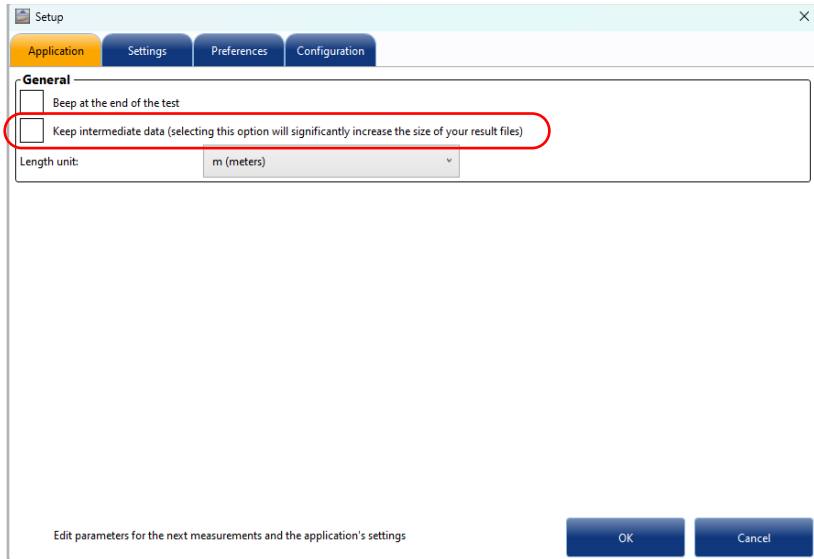 Setup
Application Settings Preferences Configuration
General
Beep at the end of the test
Keep intermediate data (selecting this option will significantly increase the size of your result files)
Length unit: m (meters)
Edit parameters for the next measurements and the application's settings OK Cancel